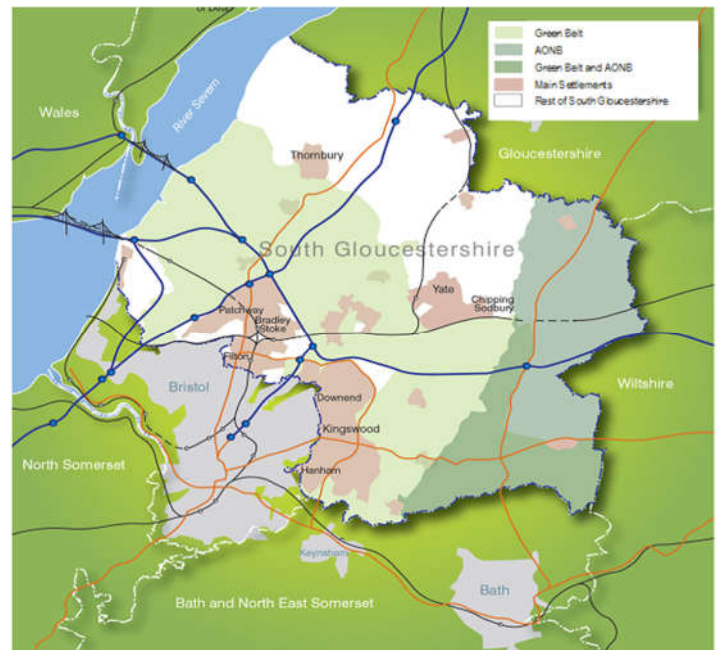 Green Belt
AONB
Green Belt and AONB
Main Settlements
Rest of South Gloucestershire
Wales
River Severn
Gloucestershire
Thornbury
South Gloucestershire
Yate
Chipping
Sodbury
Patchway
Bradley
Stoke
Filton
Bristol
Downend
Wiltshire
Kingswood
North Somerset
Hanham
Keynsham
Bath
Bath and North East Somerset